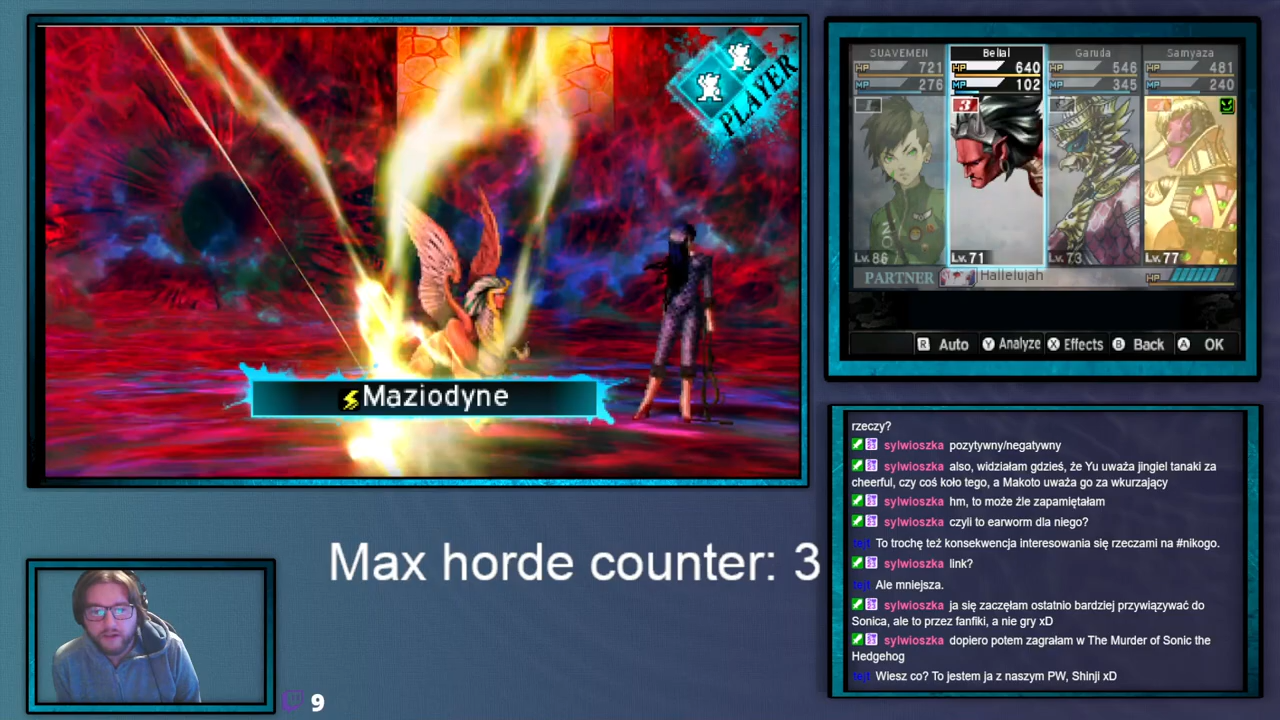 PLAYER
Maziodyne
SUAVEMEN
HP 721
MP 276
Lv.86
Belial
HP 640
MP 102
3
Lv.71
Garuda
HP 546
MP 345
Lv.73
Samyaza
HP 481
MP 240
Lv.77
PARTNER Hallelujah HP
R Auto Y Analyze X Effects B Back A OK
Max horde counter: 3
9
rzeczy?
sylwioszka pozytywny/negatywny
sylwioszka also, widziałam gdzieś, że Yu uważa jingiel tanaki za
cheerful, czy coś koło tego, a Makoto uważa go za wkurzający
sylwioszka hm, to może źle zapamiętałam
sylwioszka czyli to earworm dla niego?
tejt To trochę też konsekwencja interesowania się rzeczami na #nikogo.
sylwioszka link?
tejt Ale mniejsza.
sylwioszka ja się zaczęłam ostatnio bardziej przywiązywać do
Sonica, ale to przez fanfiki, a nie gry xD
sylwioszka dopiero potem zagrałam w The Murder of Sonic the
Hedgehog
tejt Wiesz co? To jestem ja z naszym PW, Shinji xD